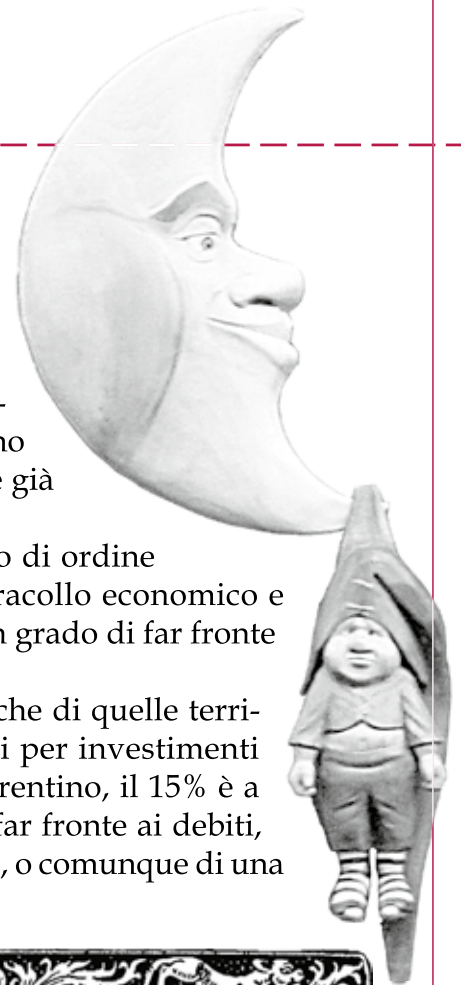 -
no
e già
o di ordine
racollo economico e
n grado di far fronte
che di quelle terri-
i per investimenti
rentino, il 15% è a
far fronte ai debiti,
, o comunque di una